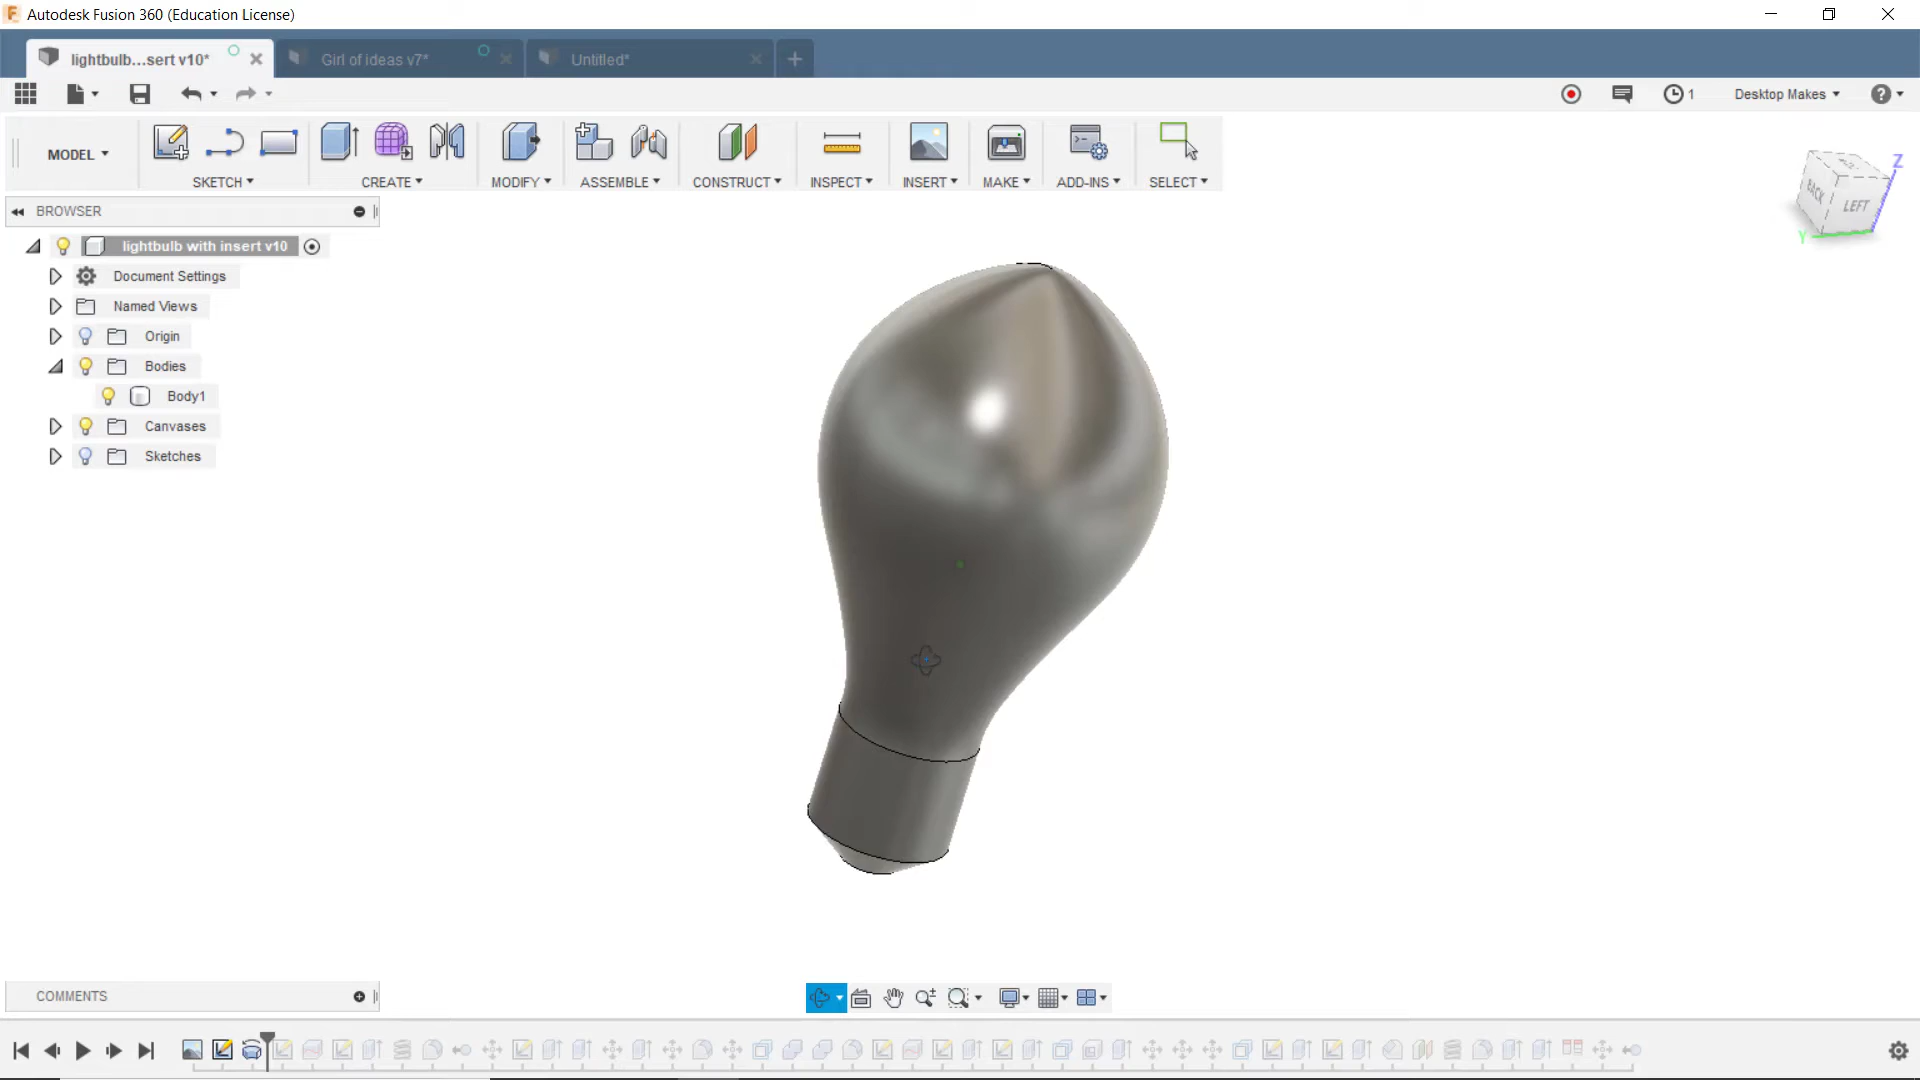 Autodesk Fusion 360 (Education License)
lightbulb...sert v10*
Girl of ideas v7*
Untitled*
1
Desktop Makes
MODEL
SKETCH
CREATE
MODIFY
ASSEMBLE
CONSTRUCT
INSPECT
INSERT
MAKE
ADD-INS
SELECT
Z
BACK
LEFT
Y
BROWSER
lightbulb with insert v10
Document Settings
Named Views
Origin
Bodies
Body1
Canvases
Sketches
COMMENTS